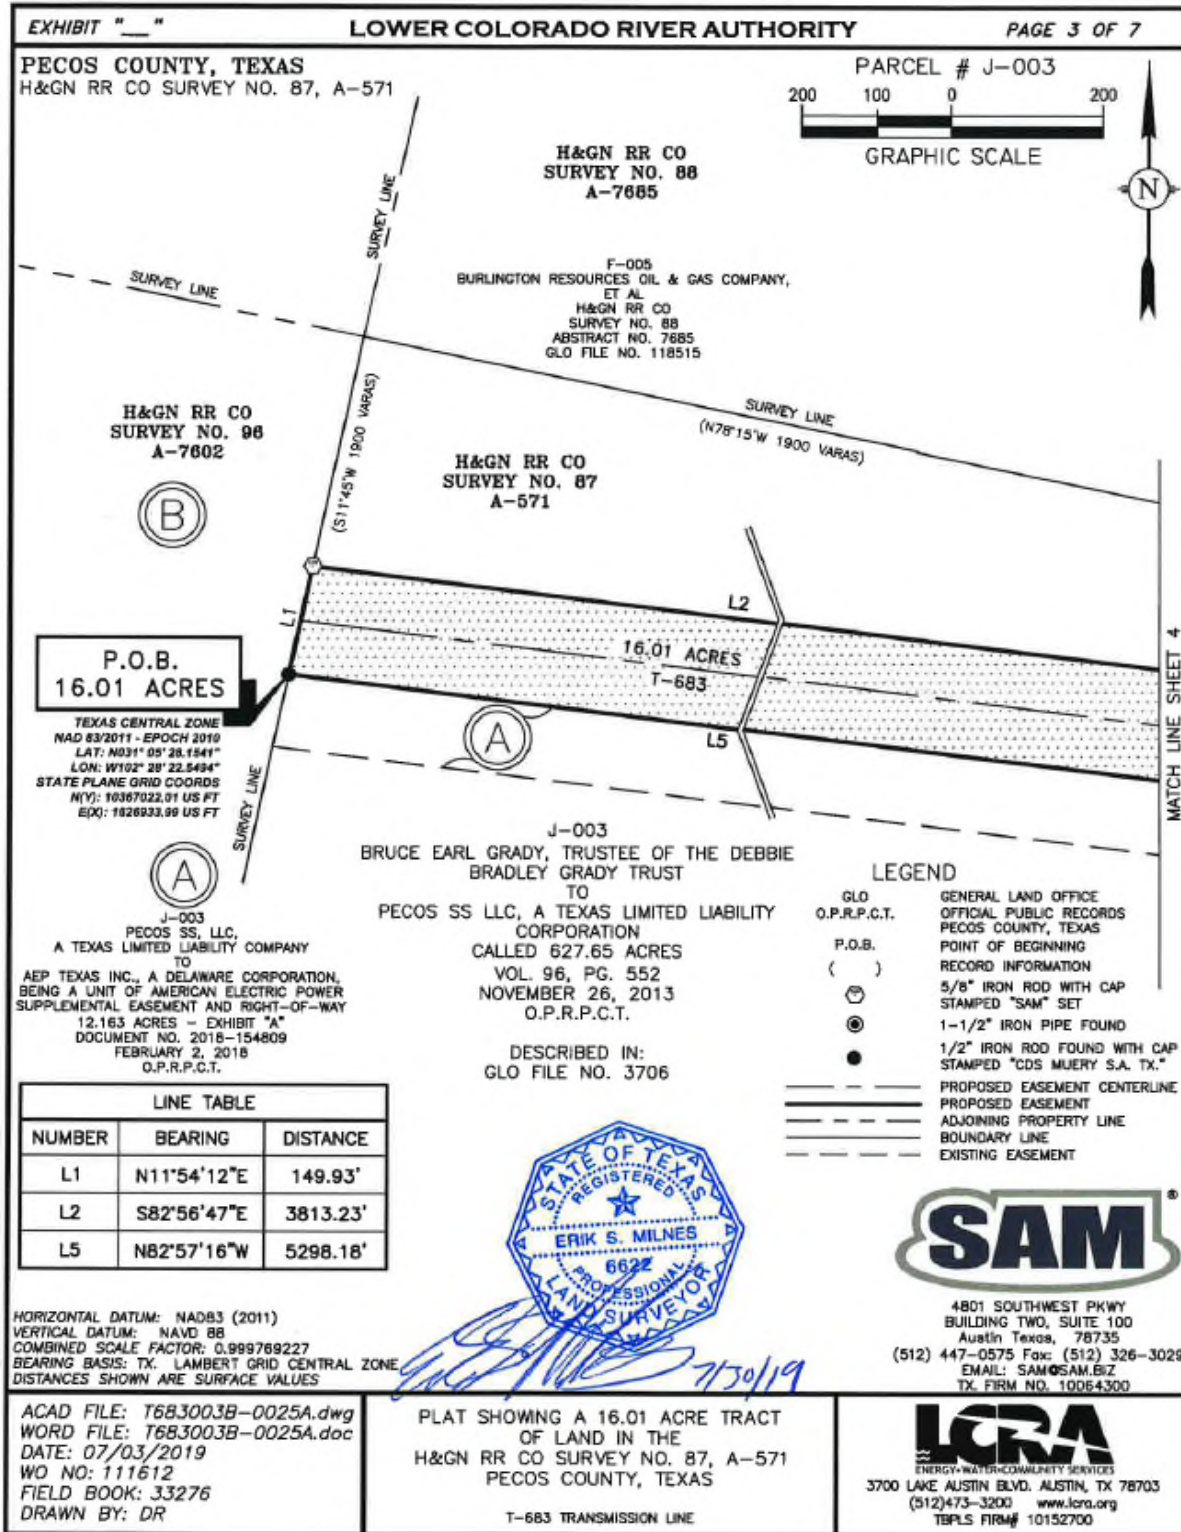 EXHIBIT "__"
LOWER COLORADO RIVER AUTHORITY
PAGE 3 OF 7
PECOS COUNTY, TEXAS
H&GN RR CO SURVEY NO. 87, A-571
PARCEL # J-003
200 100 0 200
GRAPHIC SCALE
N
H&GN RR CO
SURVEY NO. 88
A-7685
SURVEY LINE
SURVEY LINE
F-005
BURLINGTON RESOURCES OIL & GAS COMPANY,
ET AL
H&GN RR CO
SURVEY NO. 88
ABSTRACT NO. 7685
GLO FILE NO. 118515
SURVEY LINE
(N78°15'W 1900 VARAS)
(S11°45'W 1900 VARAS)
H&GN RR CO
SURVEY NO. 96
A-7602
B
H&GN RR CO
SURVEY NO. 87
A-571
L1
L2
16.01 ACRES
T-683
L5
A
MATCH LINE SHEET 4
P.O.B.
16.01 ACRES
TEXAS CENTRAL ZONE
NAD 83/2011 - EPOCH 2010
LAT: N031° 05' 28.1541"
LON: W102° 28' 22.5494"
STATE PLANE GRID COORDS
N(Y): 10367022.01 US FT
E(X): 1626933.99 US FT
SURVEY LINE
A
J-003
PECOS SS, LLC,
A TEXAS LIMITED LIABILITY COMPANY
TO
AEP TEXAS INC., A DELAWARE CORPORATION,
BEING A UNIT OF AMERICAN ELECTRIC POWER
SUPPLEMENTAL EASEMENT AND RIGHT-OF-WAY
12.163 ACRES - EXHIBIT "A"
DOCUMENT NO. 2018-154809
FEBRUARY 2, 2018
O.P.R.P.C.T.
J-003
BRUCE EARL GRADY, TRUSTEE OF THE DEBBIE
BRADLEY GRADY TRUST
TO
PECOS SS LLC, A TEXAS LIMITED LIABILITY
CORPORATION
CALLED 627.65 ACRES
VOL. 96, PG. 552
NOVEMBER 26, 2013
O.P.R.P.C.T.
DESCRIBED IN:
GLO FILE NO. 3706
LEGEND
GLO GENERAL LAND OFFICE
O.P.R.P.C.T. OFFICIAL PUBLIC RECORDS
PECOS COUNTY, TEXAS
P.O.B. POINT OF BEGINNING
( ) RECORD INFORMATION
5/8" IRON ROD WITH CAP
STAMPED "SAM" SET
1-1/2" IRON PIPE FOUND
1/2" IRON ROD FOUND WITH CAP
STAMPED "CDS MUERY S.A. TX."
PROPOSED EASEMENT CENTERLINE
PROPOSED EASEMENT
ADJOINING PROPERTY LINE
BOUNDARY LINE
EXISTING EASEMENT
LINE TABLE
NUMBER BEARING DISTANCE
L1 N11°54'12"E 149.93'
L2 S82°56'47"E 3813.23'
L5 N82°57'16"W 5298.18'
STATE OF TEXAS
REGISTERED
ERIK S. MILNES
6622
PROFESSIONAL
LAND SURVEYOR
7/30/19
SAM®
4801 SOUTHWEST PKWY
BUILDING TWO, SUITE 100
Austin Texas, 78735
(512) 447-0575 Fax: (512) 326-3029
EMAIL: SAM@SAM.BIZ
TX. FIRM NO. 10064300
HORIZONTAL DATUM: NAD83 (2011)
VERTICAL DATUM: NAVD 88
COMBINED SCALE FACTOR: 0.999769227
BEARING BASIS: TX. LAMBERT GRID CENTRAL ZONE
DISTANCES SHOWN ARE SURFACE VALUES
ACAD FILE: T683003B-0025A.dwg
WORD FILE: T683003B-0025A.doc
DATE: 07/03/2019
WO NO: 111612
FIELD BOOK: 33276
DRAWN BY: DR
PLAT SHOWING A 16.01 ACRE TRACT
OF LAND IN THE
H&GN RR CO SURVEY NO. 87, A-571
PECOS COUNTY, TEXAS
T-683 TRANSMISSION LINE
LCRA
ENERGY•WATER•COMMUNITY SERVICES
3700 LAKE AUSTIN BLVD. AUSTIN, TX 78703
(512)473-3200 www.lcra.org
TBPLS FIRM# 10152700